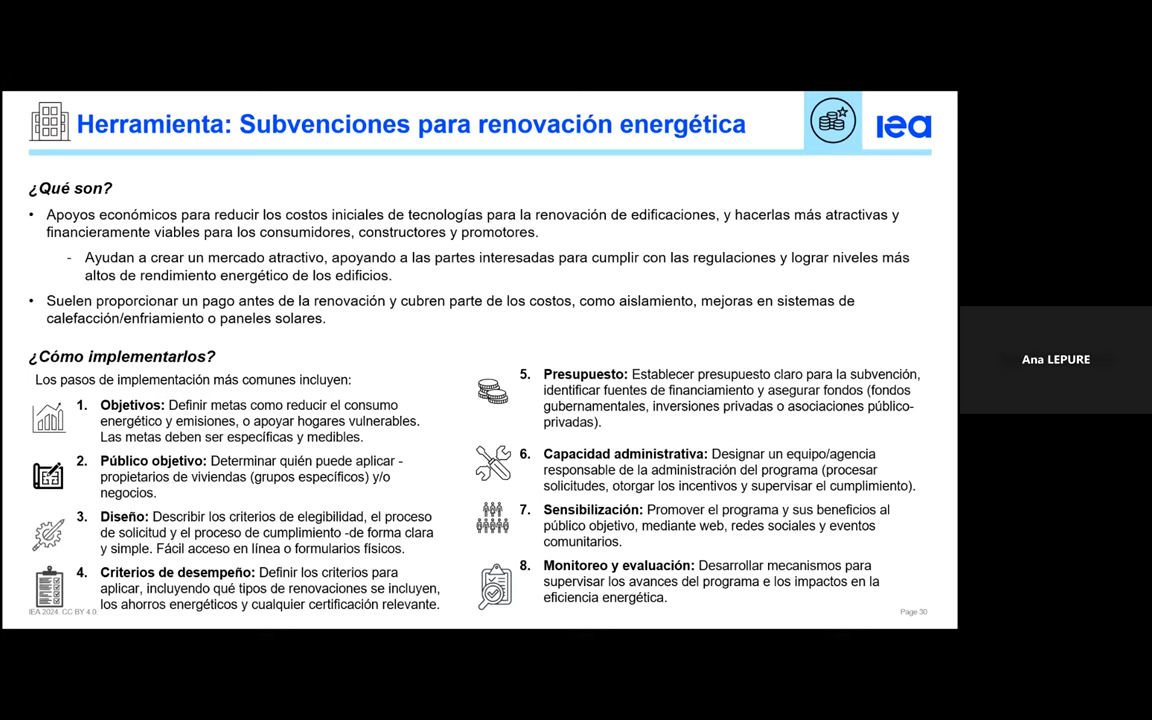 Herramienta: Subvenciones para renovación energética
iea
¿Qué son?
• Apoyos económicos para reducir los costos iniciales de tecnologías para la renovación de edificaciones, y hacerlas más atractivas y
financieramente viables para los consumidores, constructores y promotores.
- Ayudan a crear un mercado atractivo, apoyando a las partes interesadas para cumplir con las regulaciones y lograr niveles más
altos de rendimiento energético de los edificios.
• Suelen proporcionar un pago antes de la renovación y cubren parte de los costos, como aislamiento, mejoras en sistemas de
calefacción/enfriamiento o paneles solares.
¿Cómo implementarlos?
Los pasos de implementación más comunes incluyen:
1. Objetivos: Definir metas como reducir el consumo
energético y emisiones, o apoyar hogares vulnerables.
Las metas deben ser específicas y medibles.
2. Público objetivo: Determinar quién puede aplicar -
propietarios de viviendas (grupos específicos) y/o
negocios.
3. Diseño: Describir los criterios de elegibilidad, el proceso
de solicitud y el proceso de cumplimiento -de forma clara
y simple. Fácil acceso en línea o formularios físicos.
4. Criterios de desempeño: Definir los criterios para
aplicar, incluyendo qué tipos de renovaciones se incluyen,
los ahorros energéticos y cualquier certificación relevante.
5. Presupuesto: Establecer presupuesto claro para la subvención,
identificar fuentes de financiamiento y asegurar fondos (fondos
gubernamentales, inversiones privadas o asociaciones público-
privadas).
6. Capacidad administrativa: Designar un equipo/agencia
responsable de la administración del programa (procesar
solicitudes, otorgar los incentivos y supervisar el cumplimiento).
7. Sensibilización: Promover el programa y sus beneficios al
público objetivo, mediante web, redes sociales y eventos
comunitarios.
8. Monitoreo y evaluación: Desarrollar mecanismos para
supervisar los avances del programa e los impactos en la
eficiencia energética.
IEA 2024. CC BY 4.0.
Page 30
Ana LEPURE